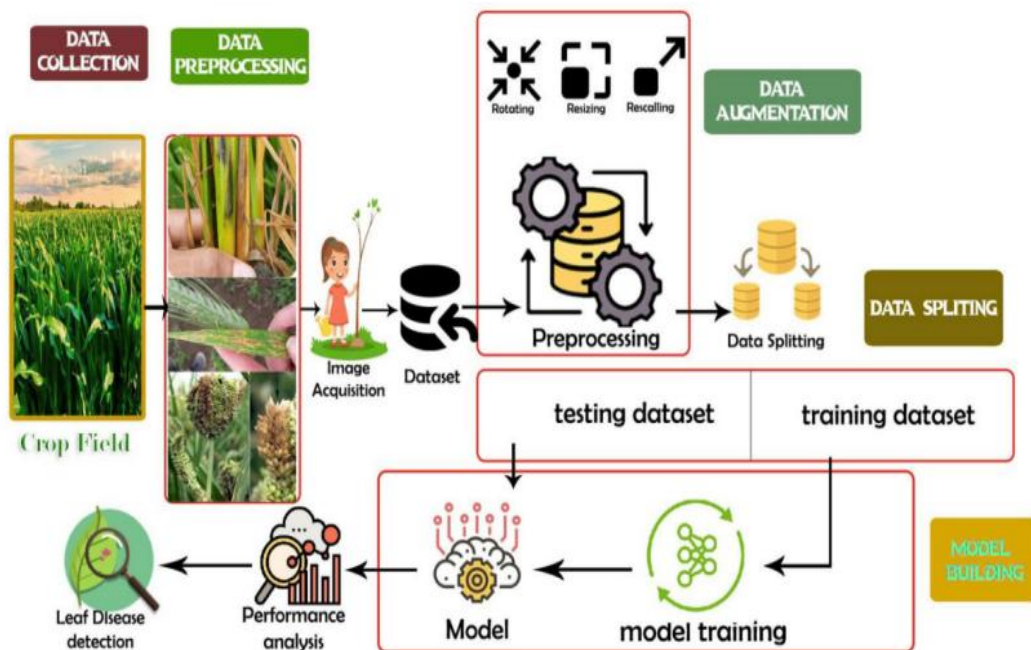 DATA
COLLECTION
DATA
PREPROCESSING
Rotating
Resizing
Rescalling
DATA
AUGMENTATION
Crop Field
Image
Acquisition
Dataset
Preprocessing
Data Splitting
DATA SPLITING
testing dataset
training dataset
Leaf Disease
detection
Performance
analysis
Model
model training
MODEL
BUILDING